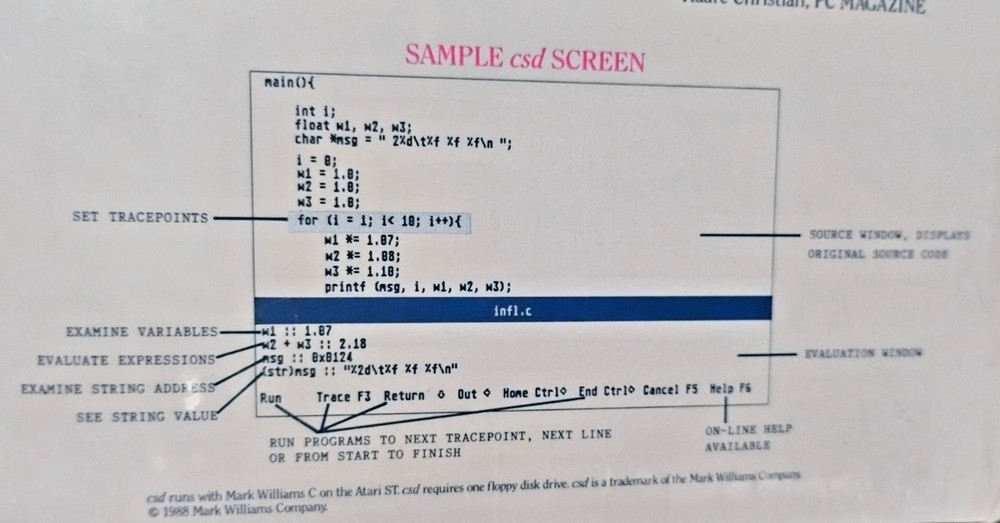 Christian, PC MAGAZINE
SAMPLE csd SCREEN
main(){
int i;
float w1, w2, w3;
char *msg = " 2%d\t%f %f %f\n ";
i = 0;
w1 = 1.0;
w2 = 1.0;
w3 = 1.0;
SET TRACEPOINTS
for (i = 1; i< 10; i++){
w1 *= 1.07;
w2 *= 1.08;
w3 *= 1.10;
printf (msg, i, w1, w2, w3);
SOURCE WINDOW, DISPLAYS
ORIGINAL SOURCE CODE
infl.c
EXAMINE VARIABLES
w1 :: 1.07
EVALUATE EXPRESSIONS
w2 + w3 :: 2.18
EXAMINE STRING ADDRESS
msg :: 0x0124
SEE STRING VALUE
(str)msg :: "%2d\t%f %f %f\n"
EVALUATION WINDOW
Run Trace F3 Return ⇩ Out ◇ Home Ctrl◇ End Ctrl◇ Cancel F5 Help F6
RUN PROGRAMS TO NEXT TRACEPOINT, NEXT LINE
OR FROM START TO FINISH
ON-LINE HELP
AVAILABLE
csd runs with Mark Williams C on the Atari ST. csd requires one floppy disk drive. csd is a trademark of the Mark Williams Company.
© 1988 Mark Williams Company.